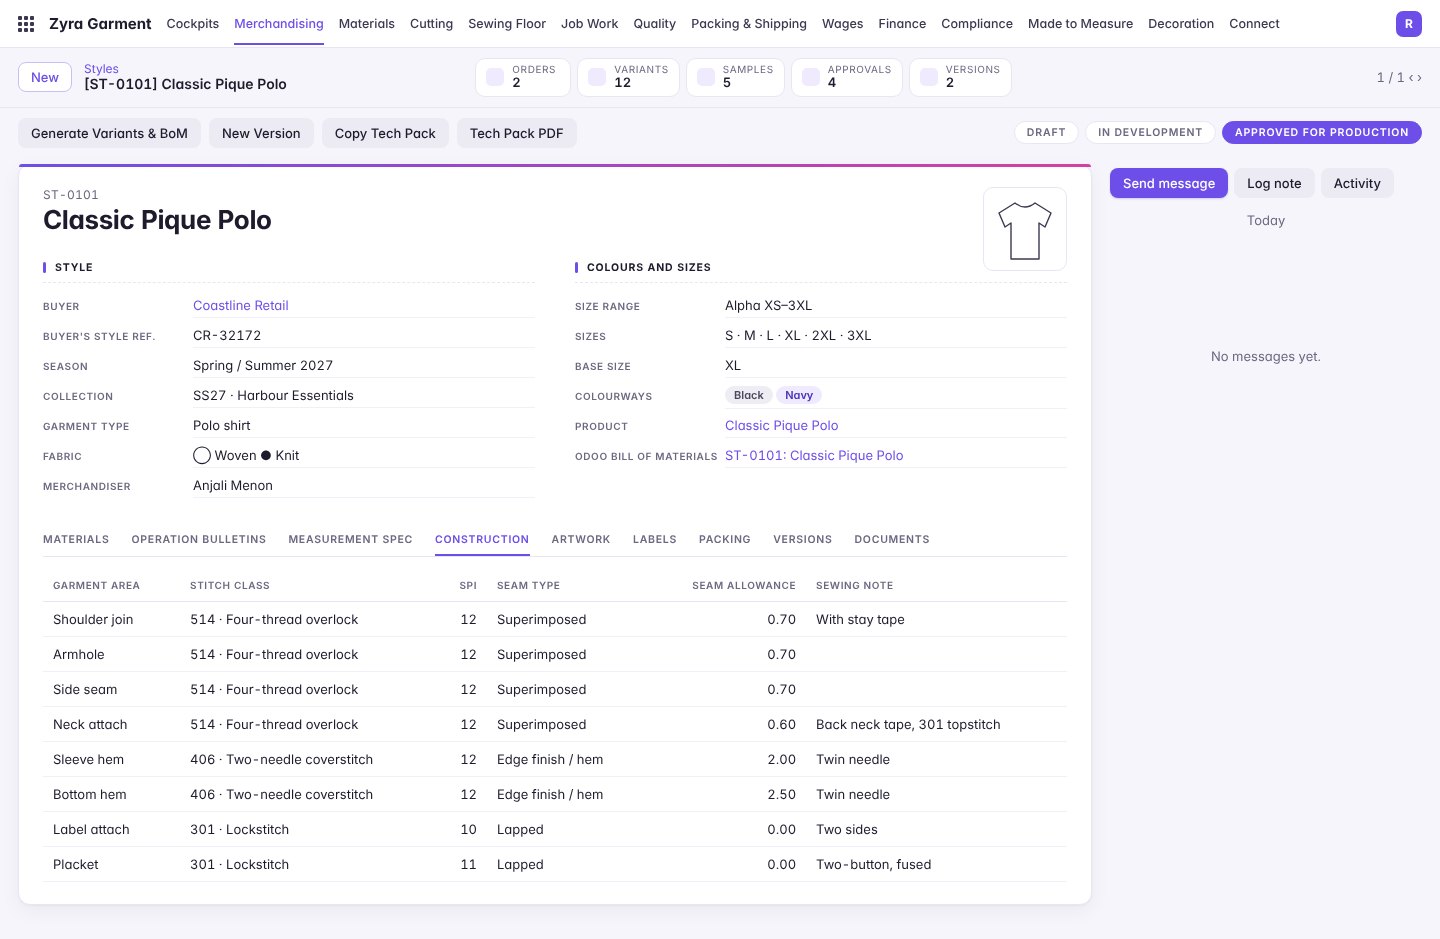 Zyra Garment Cockpits Merchandising Materials Cutting Sewing Floor Job Work Quality Packing & Shipping Wages Finance Compliance Made to Measure Decoration Connect R
New
Styles
[ST-0101] Classic Pique Polo
ORDERS
2
VARIANTS
12
SAMPLES
5
APPROVALS
4
VERSIONS
2
1 / 1 ‹ ›
Generate Variants & BoM New Version Copy Tech Pack Tech Pack PDF
DRAFT IN DEVELOPMENT APPROVED FOR PRODUCTION
ST-0101
Classic Pique Polo
STYLE
BUYER Coastline Retail
BUYER'S STYLE REF. CR-32172
SEASON Spring / Summer 2027
COLLECTION SS27 · Harbour Essentials
GARMENT TYPE Polo shirt
FABRIC Woven Knit
MERCHANDISER Anjali Menon
COLOURS AND SIZES
SIZE RANGE Alpha XS–3XL
SIZES S · M · L · XL · 2XL · 3XL
BASE SIZE XL
COLOURWAYS Black Navy
PRODUCT Classic Pique Polo
ODOO BILL OF MATERIALS ST-0101: Classic Pique Polo
MATERIALS OPERATION BULLETINS MEASUREMENT SPEC CONSTRUCTION ARTWORK LABELS PACKING VERSIONS DOCUMENTS
GARMENT AREA STITCH CLASS SPI SEAM TYPE SEAM ALLOWANCE SEWING NOTE
Shoulder join 514 · Four-thread overlock 12 Superimposed 0.70 With stay tape
Armhole 514 · Four-thread overlock 12 Superimposed 0.70
Side seam 514 · Four-thread overlock 12 Superimposed 0.70
Neck attach 514 · Four-thread overlock 12 Superimposed 0.60 Back neck tape, 301 topstitch
Sleeve hem 406 · Two-needle coverstitch 12 Edge finish / hem 2.00 Twin needle
Bottom hem 406 · Two-needle coverstitch 12 Edge finish / hem 2.50 Twin needle
Label attach 301 · Lockstitch 10 Lapped 0.00 Two sides
Placket 301 · Lockstitch 11 Lapped 0.00 Two-button, fused
Send message Log note Activity
Today
No messages yet.